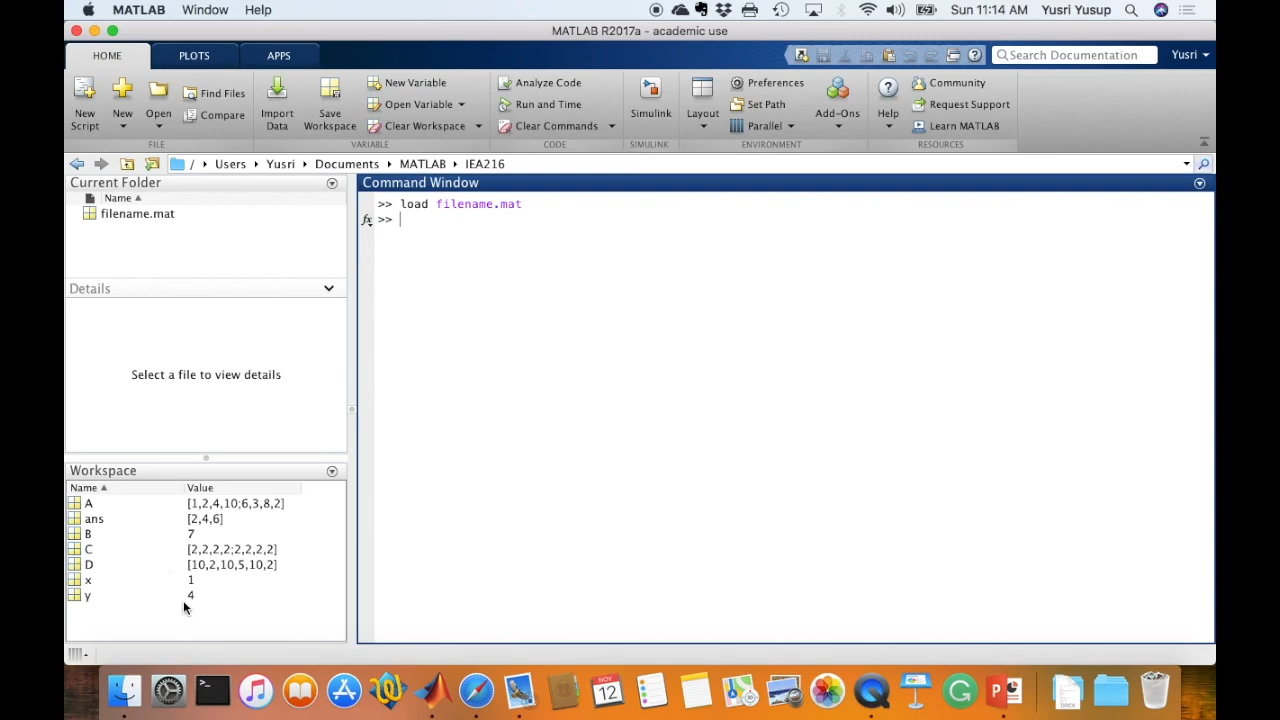 MATLAB Window Help Sun 11:14 AM Yusri Yusup
MATLAB R2017a - academic use
HOME PLOTS APPS Search Documentation Yusri
New Script
New
Open
Find Files
Compare
FILE
Import Data
Save Workspace
New Variable
Open Variable
Clear Workspace
VARIABLE
Analyze Code
Run and Time
Clear Commands
CODE
Simulink
SIMULINK
Layout
Preferences
Set Path
Parallel
Add-Ons
ENVIRONMENT
Help
Community
Request Support
Learn MATLAB
RESOURCES
/ Users Yusri Documents MATLAB IEA216
Current Folder
Name
filename.mat
Details
Select a file to view details
Workspace
Name Value
A [1,2,4,10;6,3,8,2]
ans [2,4,6]
B 7
C [2,2,2,2;2,2,2,2]
D [10,2,10,5,10,2]
x 1
y 4
Command Window
>> load filename.mat
fx >>
NOV
12
DOCX